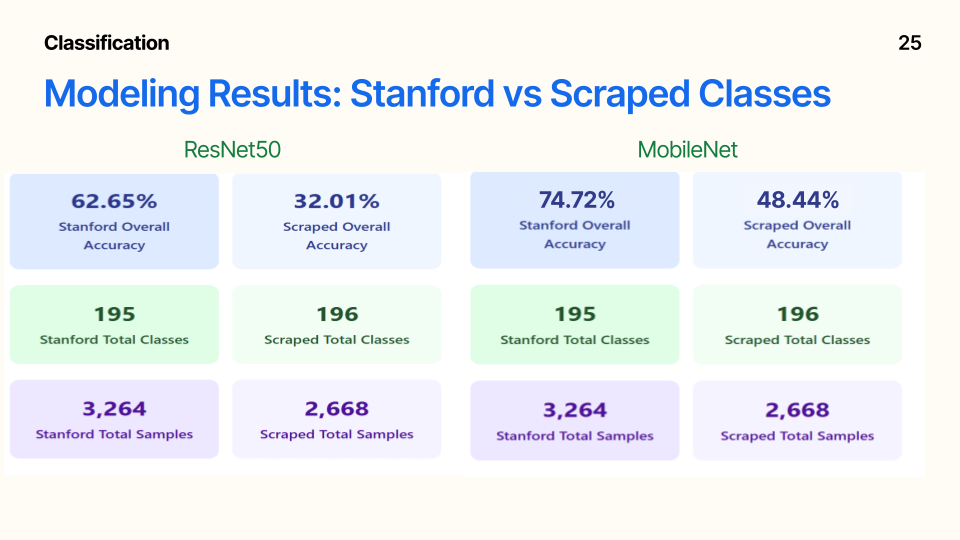 Classification
25
Modeling Results: Stanford vs Scraped Classes
ResNet50
62.65%
Stanford Overall
Accuracy
32.01%
Scraped Overall
Accuracy
195
Stanford Total Classes
196
Scraped Total Classes
3,264
Stanford Total Samples
2,668
Scraped Total Samples
MobileNet
74.72%
Stanford Overall
Accuracy
48.44%
Scraped Overall
Accuracy
195
Stanford Total Classes
196
Scraped Total Classes
3,264
Stanford Total Samples
2,668
Scraped Total Samples